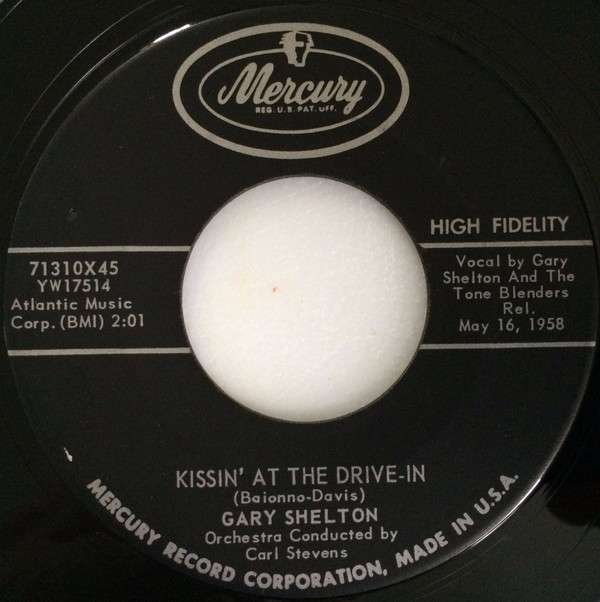 Mercury
REG. U.S. PAT. OFF.
HIGH FIDELITY
71310X45
YW17514
Atlantic Music
Corp. (BMI) 2:01
Vocal by Gary
Shelton And The
Tone Blenders
Rel.
May 16, 1958
KISSIN' AT THE DRIVE-IN
(Baionno-Davis)
GARY SHELTON
Orchestra Conducted by
Carl Stevens
MERCURY RECORD CORPORATION, MADE IN U.S.A.